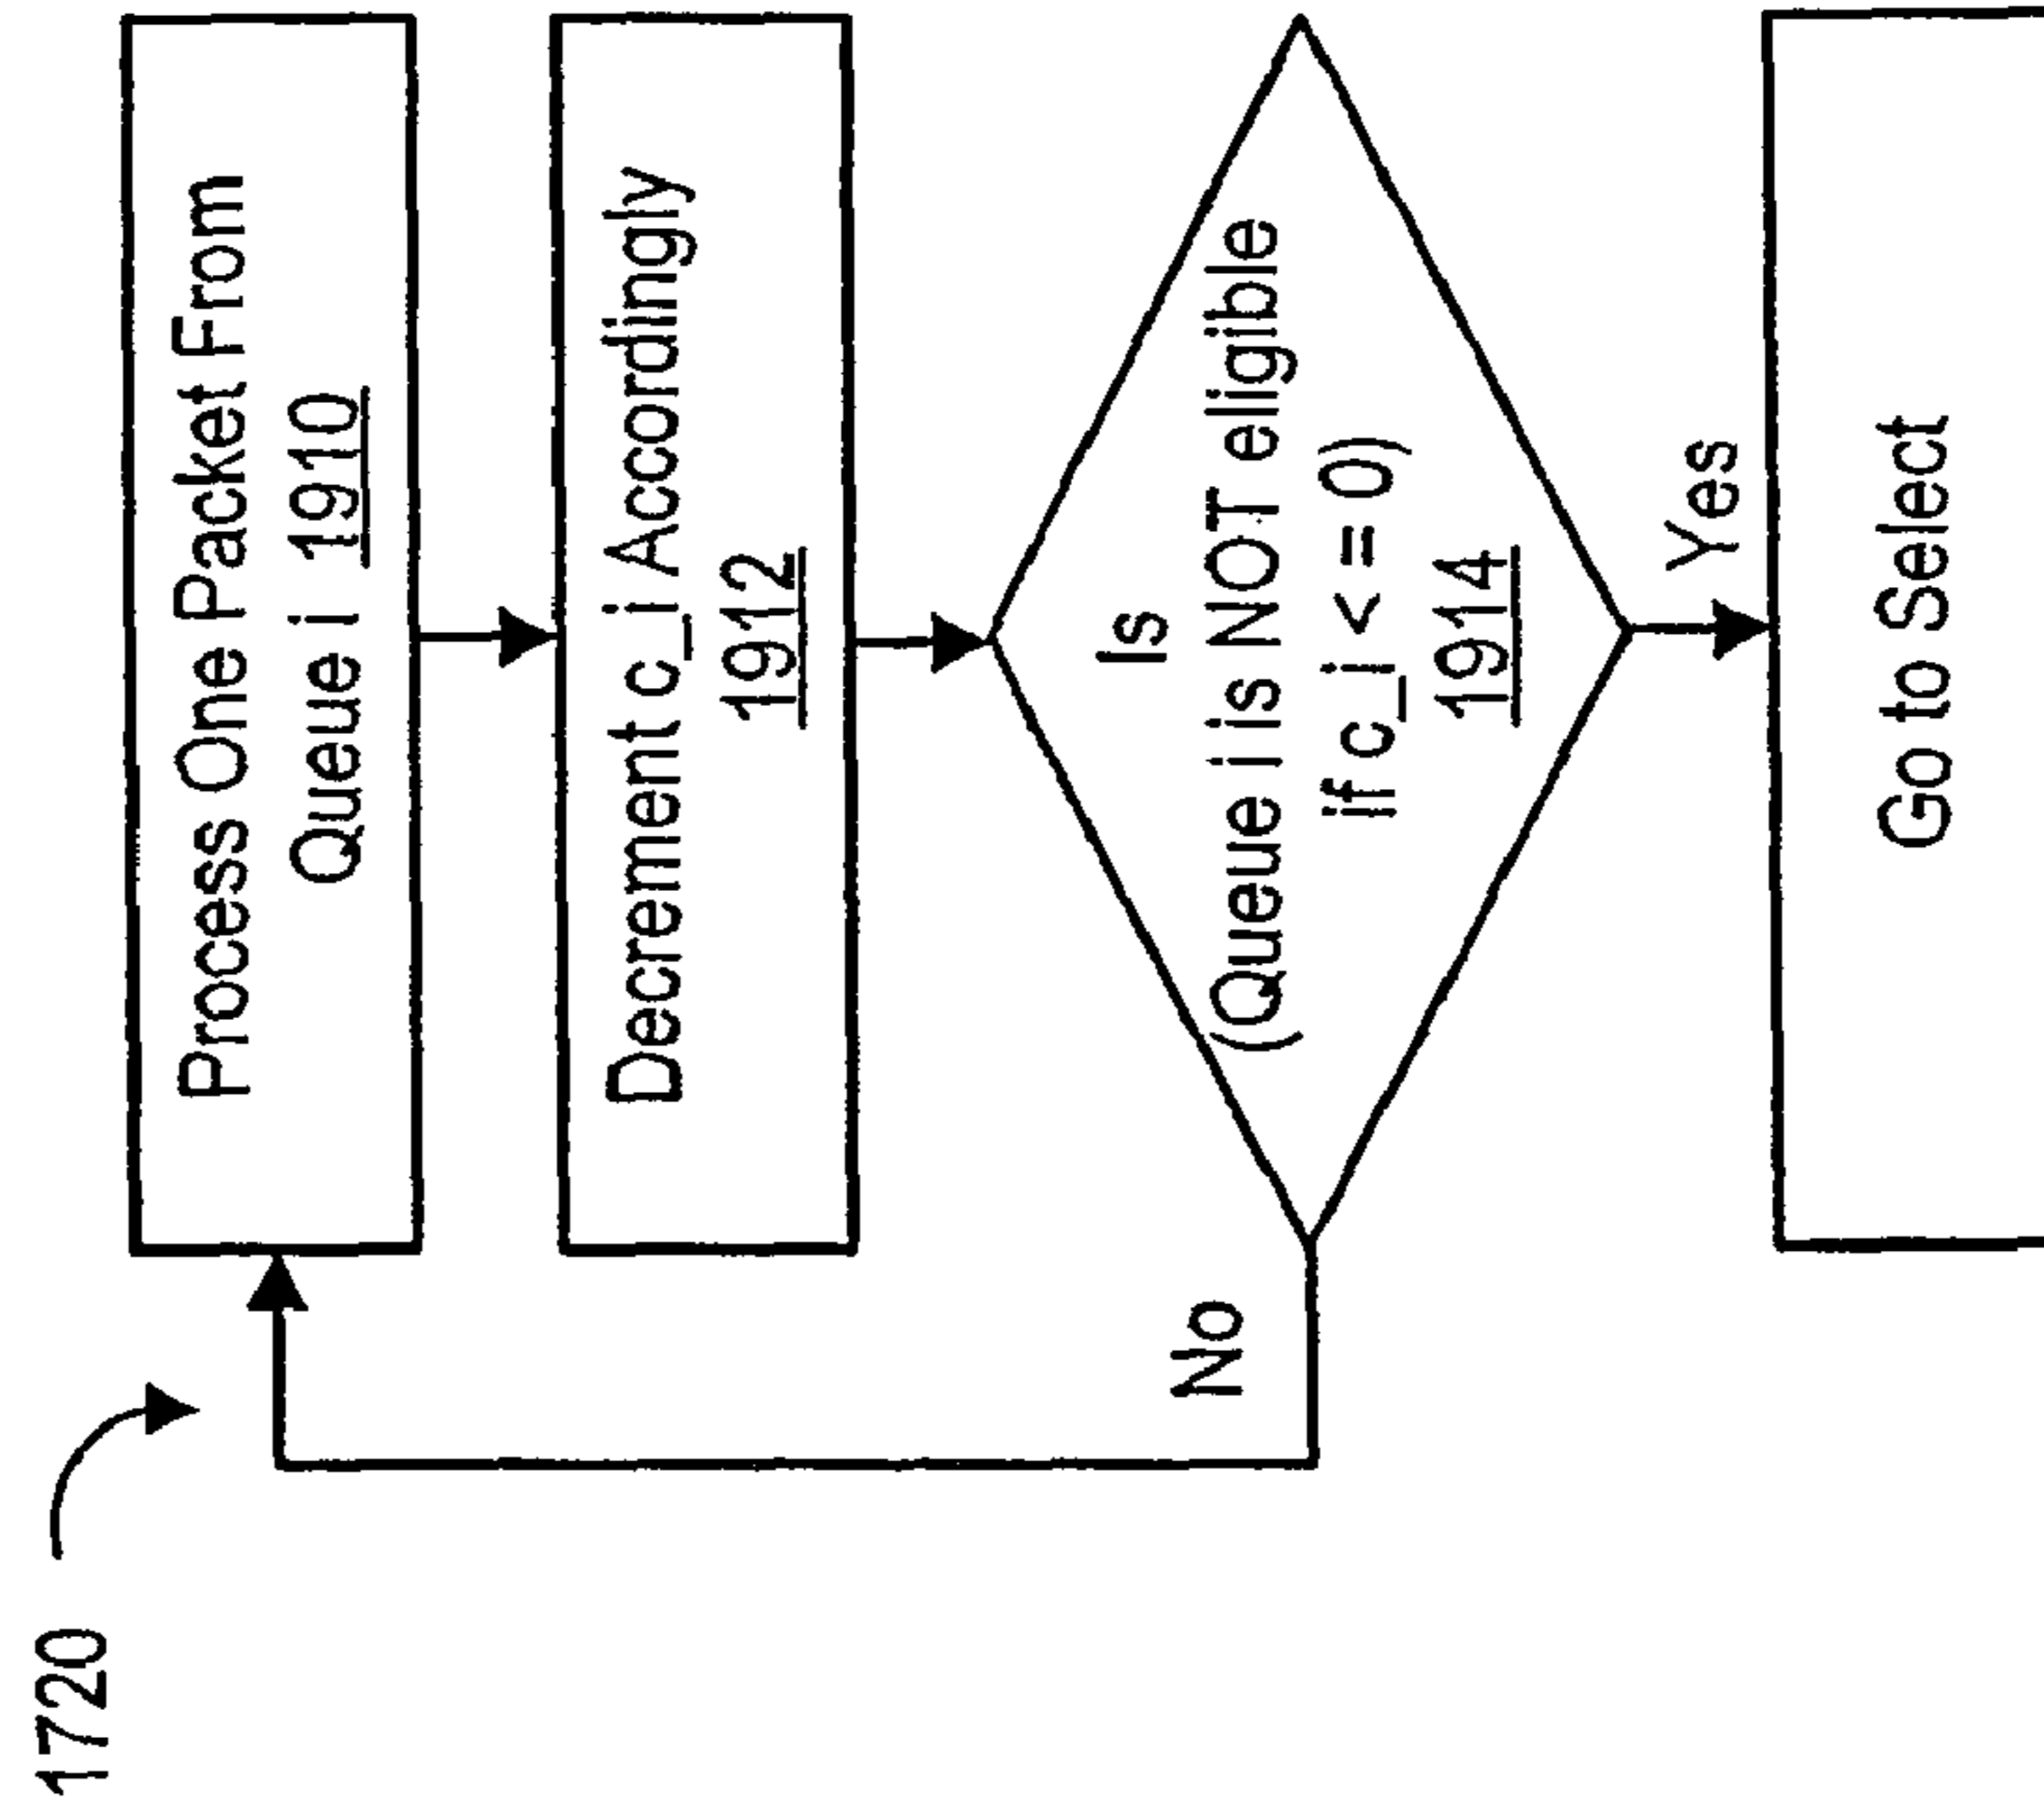 1720
Process One Packet From
Queue i 1910
Decrement c_i Accordingly
1912
Is
(Queue i is NOT eligible
if c_i < = 0)
1914
No
Yes
Go to Select